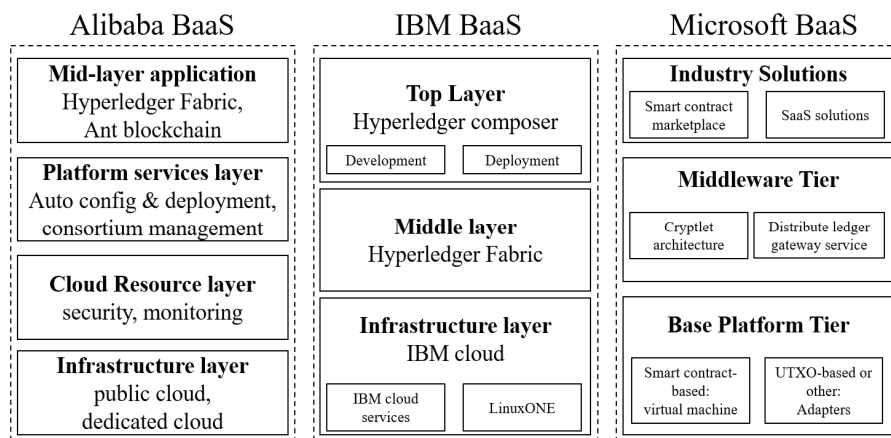 Alibaba BaaS
Mid-layer application
Hyperledger Fabric,
Ant blockchain
Platform services layer
Auto config & deployment,
consortium management
Cloud Resource layer
security, monitoring
Infrastructure layer
public cloud,
dedicated cloud
IBM BaaS
Top Layer
Hyperledger composer
Development
Deployment
Middle layer
Hyperledger Fabric
Infrastructure layer
IBM cloud
IBM cloud
services
LinuxONE
Microsoft BaaS
Industry Solutions
Smart contract
marketplace
SaaS solutions
Middleware Tier
Cryptlet
architecture
Distribute ledger
gateway service
Base Platform Tier
Smart contract-
based:
virtual machine
UTXO-based or
other:
Adapters